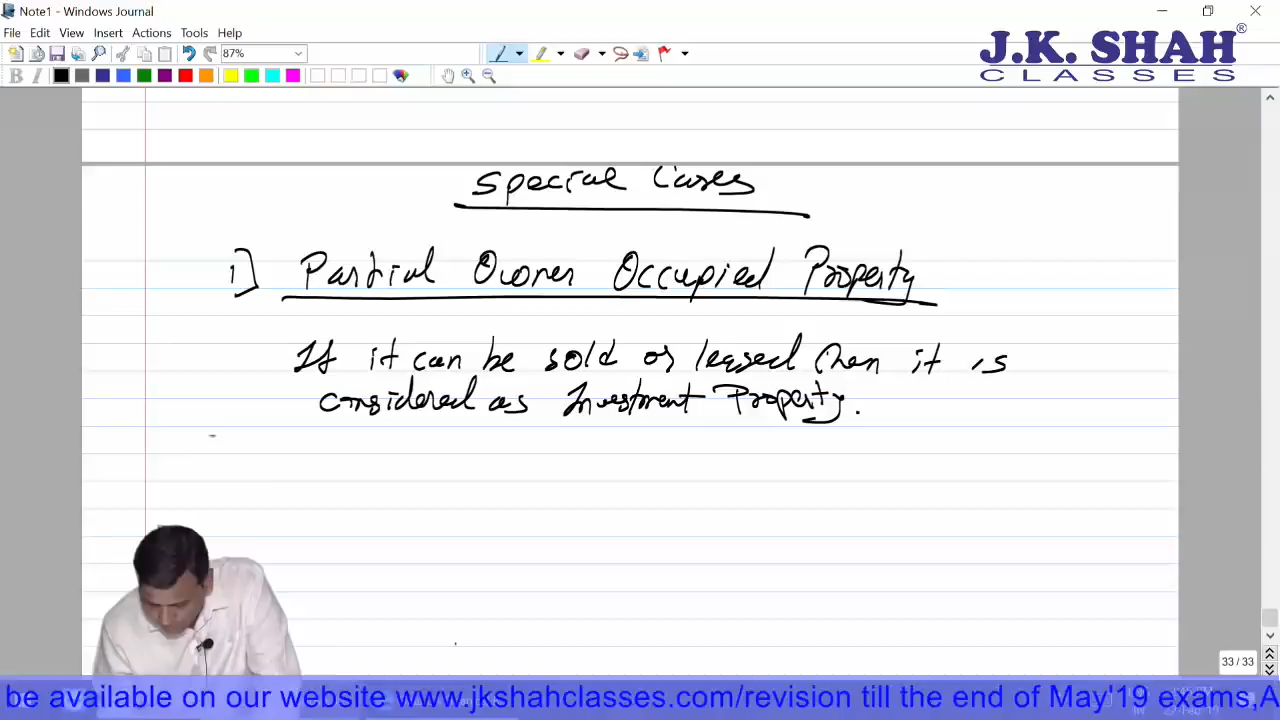 Note1 - Windows Journal
File Edit View Insert Actions Tools Help
87%
J.K. SHAH®
CLASSES
Special Cases
1] Partial Owner Occupied Property
If it can be sold or leased then it is
considered as Investment Property.
33 / 33
be available on our website www.jkshahclasses.com/revision till the end of May'19 exams,A